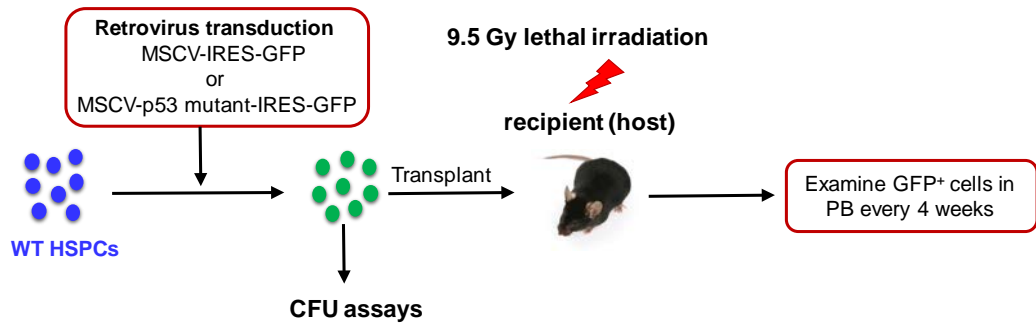 Retrovirus transduction
MSCV-IRES-GFP
or
MSCV-p53 mutant-IRES-GFP
9.5 Gy lethal irradiation
recipient (host)
Transplant
Examine GFP⁺ cells in
PB every 4 weeks
WT HSPCs
CFU assays